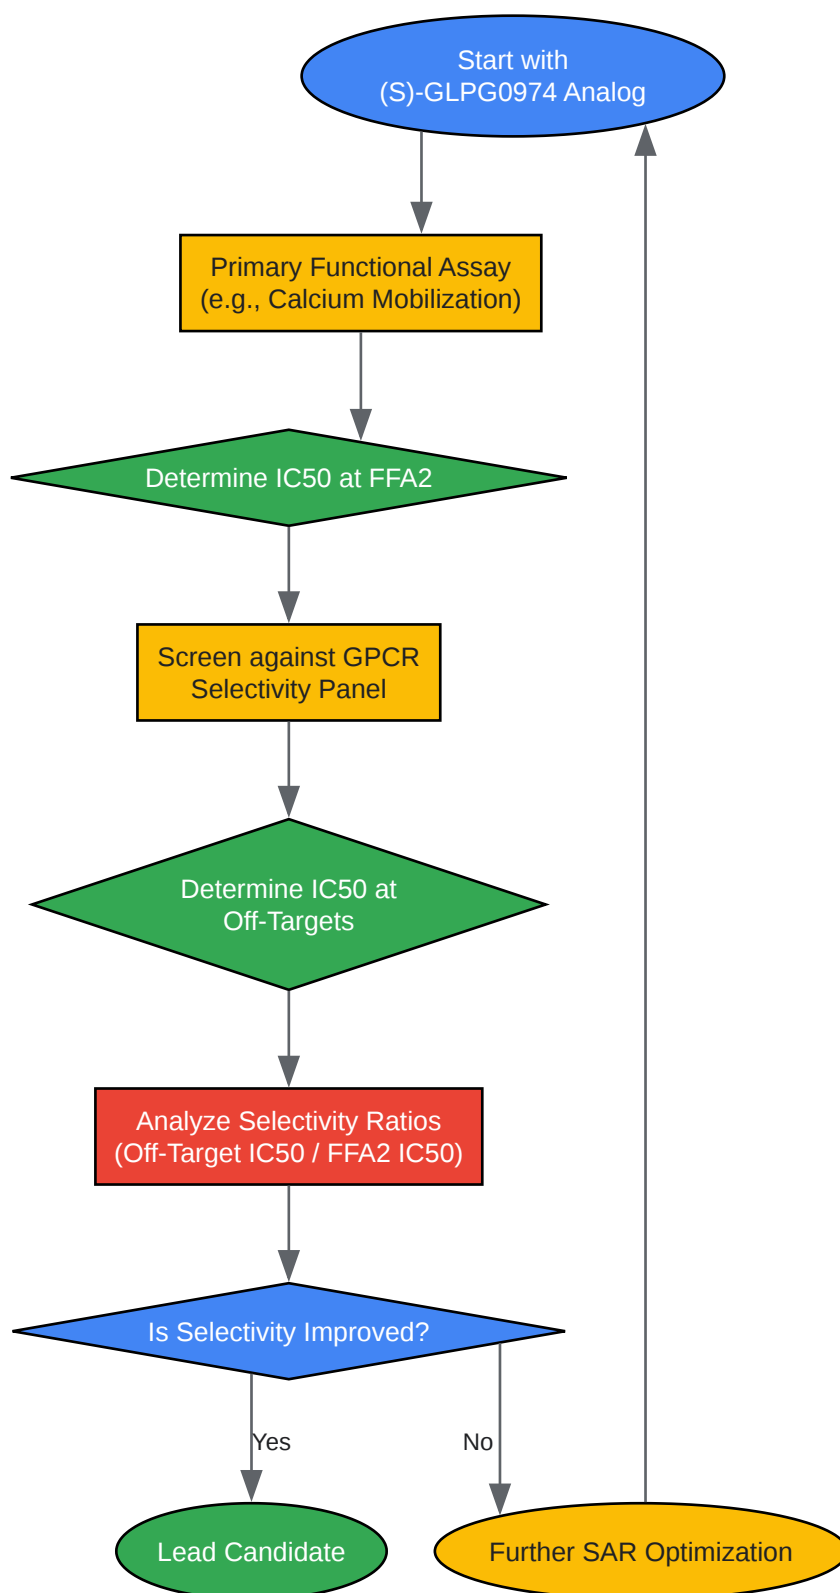 Start with
(S)-GLPG0974 Analog
Primary Functional Assay
(e.g., Calcium Mobilization)
Determine IC50 at FFA2
Screen against GPCR
Selectivity Panel
Determine IC50 at
Off-Targets
Analyze Selectivity Ratios
(Off-Target IC50 / FFA2 IC50)
Is Selectivity Improved?
Yes
No
Lead Candidate
Further SAR Optimization